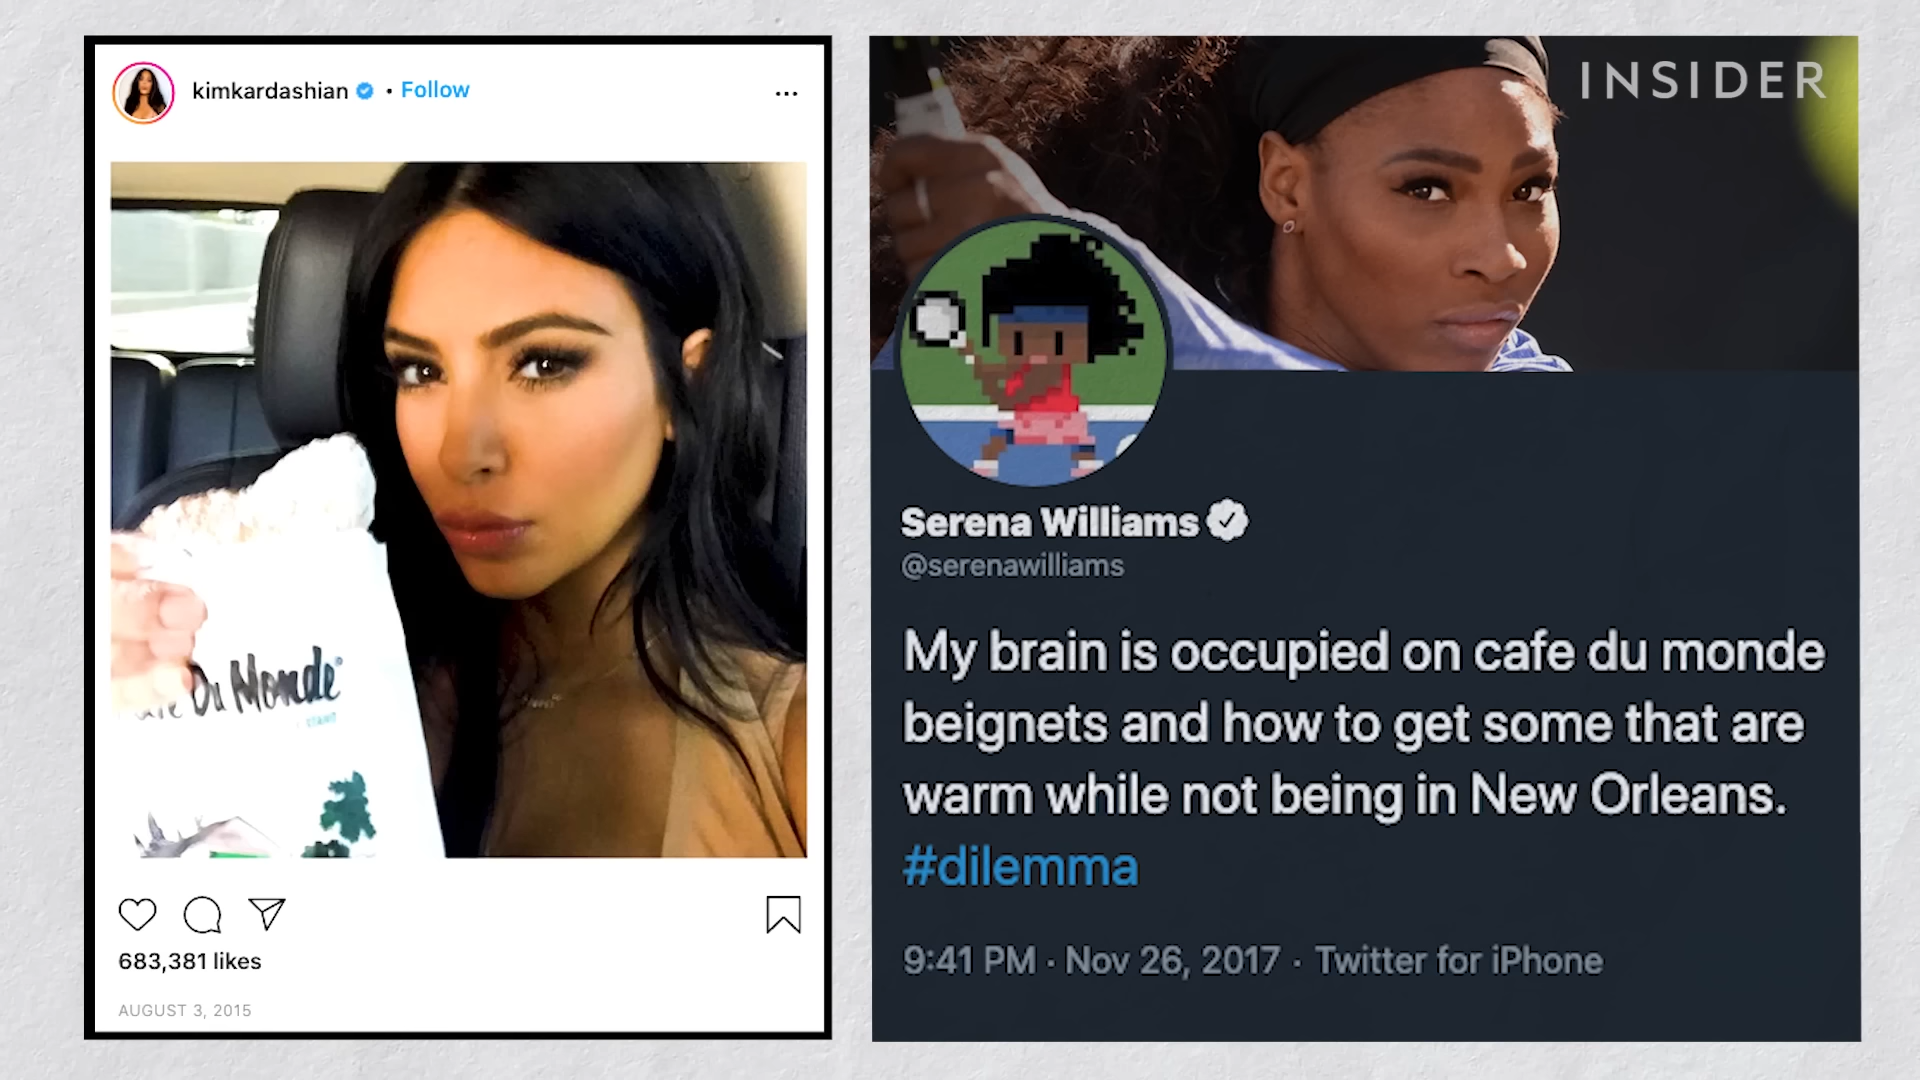 kimkardashian • Follow
Du Monde
683,381 likes
AUGUST 3, 2015
INSIDER
Serena Williams
@serenawilliams
My brain is occupied on cafe du monde
beignets and how to get some that are
warm while not being in New Orleans.
#dilemma
9:41 PM · Nov 26, 2017 · Twitter for iPhone